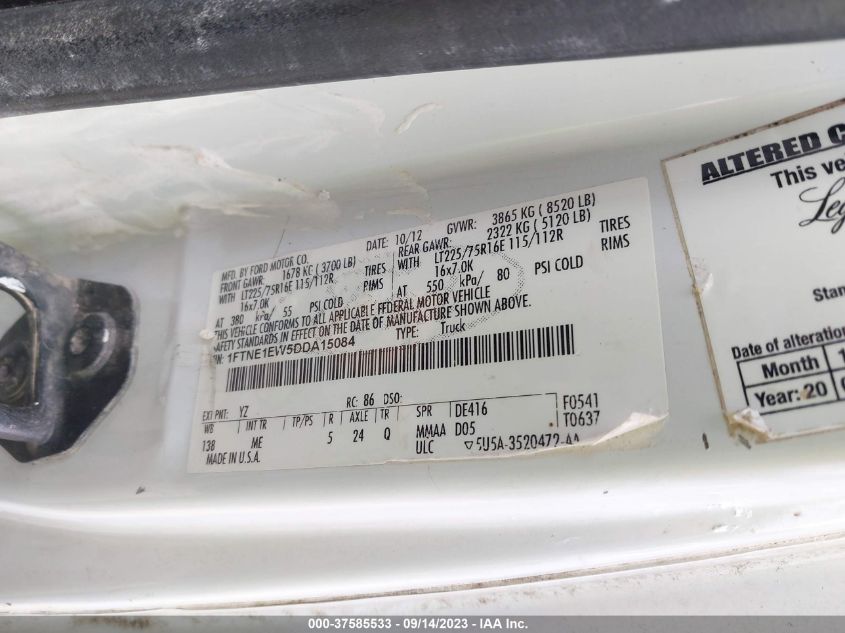 MFD. BY FORD MOTOR CO.
DATE: 10/12
GVWR: 3865 KG ( 8520 LB)
FRONT GAWR: 1678 KG (3700 LB)
REAR GAWR: 2322 KG ( 5120 LB)
WITH LT225/75R16E 115/112R TIRES
WITH LT225/75R16E 115/112R TIRES
16x7.0K RIMS
16x7.0K RIMS
AT 380 kPa/ 55 PSI COLD
AT 550 kPa/ 80 PSI COLD
THIS VEHICLE CONFORMS TO ALL APPLICABLE FEDERAL MOTOR VEHICLE
SAFETY STANDARDS IN EFFECT ON THE DATE OF MANUFACTURE SHOWN ABOVE.
1FTNE1EW5DDA15084
TYPE: Truck
EXT PNT: YZ RC: 86 DSO:
WB INT TR TP/PS R AXLE TR SPR DE416 F0541
138 ME 5 24 Q MMAA D05 T0637
MADE IN U.S.A. ULC ▽5U5A-3520472-AA
ALTERED
This
Date of alteration
Month 1
Year: 20
000-37585533 - 09/14/2023 - IAAI.com